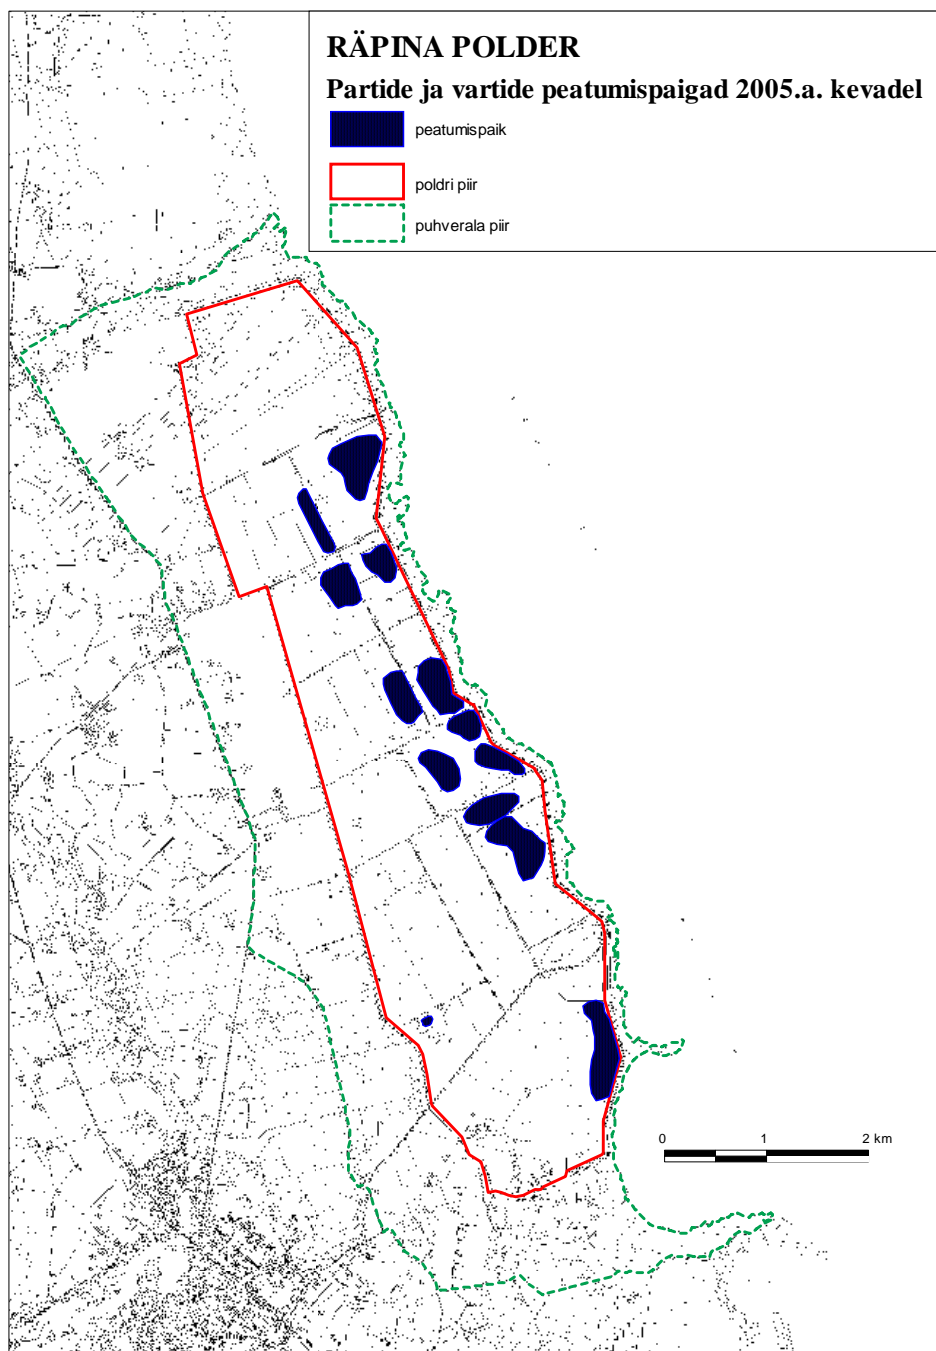 RÄPINA POLDER
Partide ja vartide peatumispaigad 2005.a. kevadel
peatumispaik
poldri piir
puhverala piir
0 1 2 km